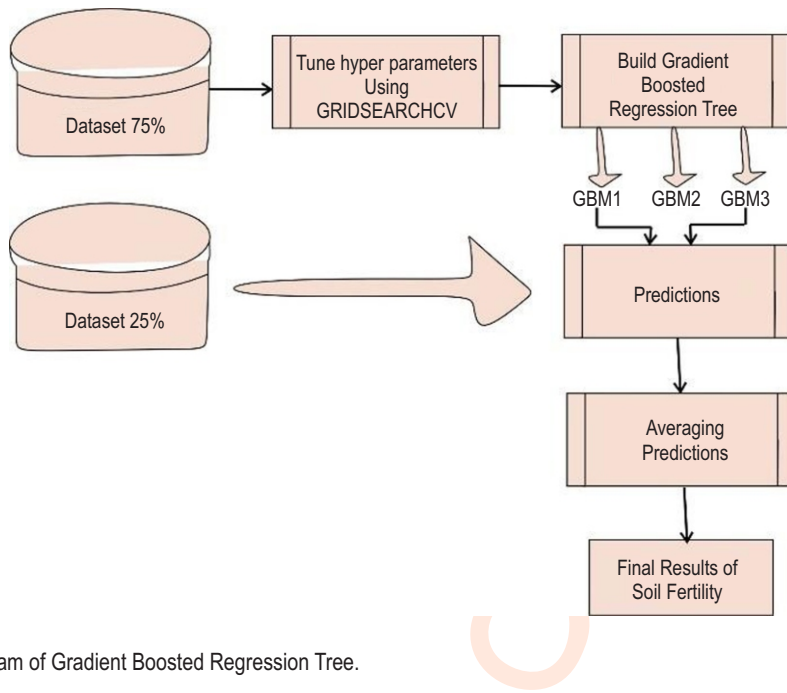 Dataset 75%
Tune hyper parameters
Using
GRIDSEARCHCV
Build Gradient
Boosted
Regression Tree
GBM1 GBM2 GBM3
Dataset 25%
Predictions
Averaging
Predictions
Final Results of
Soil Fertility
of Gradient Boosted Regression Tree.